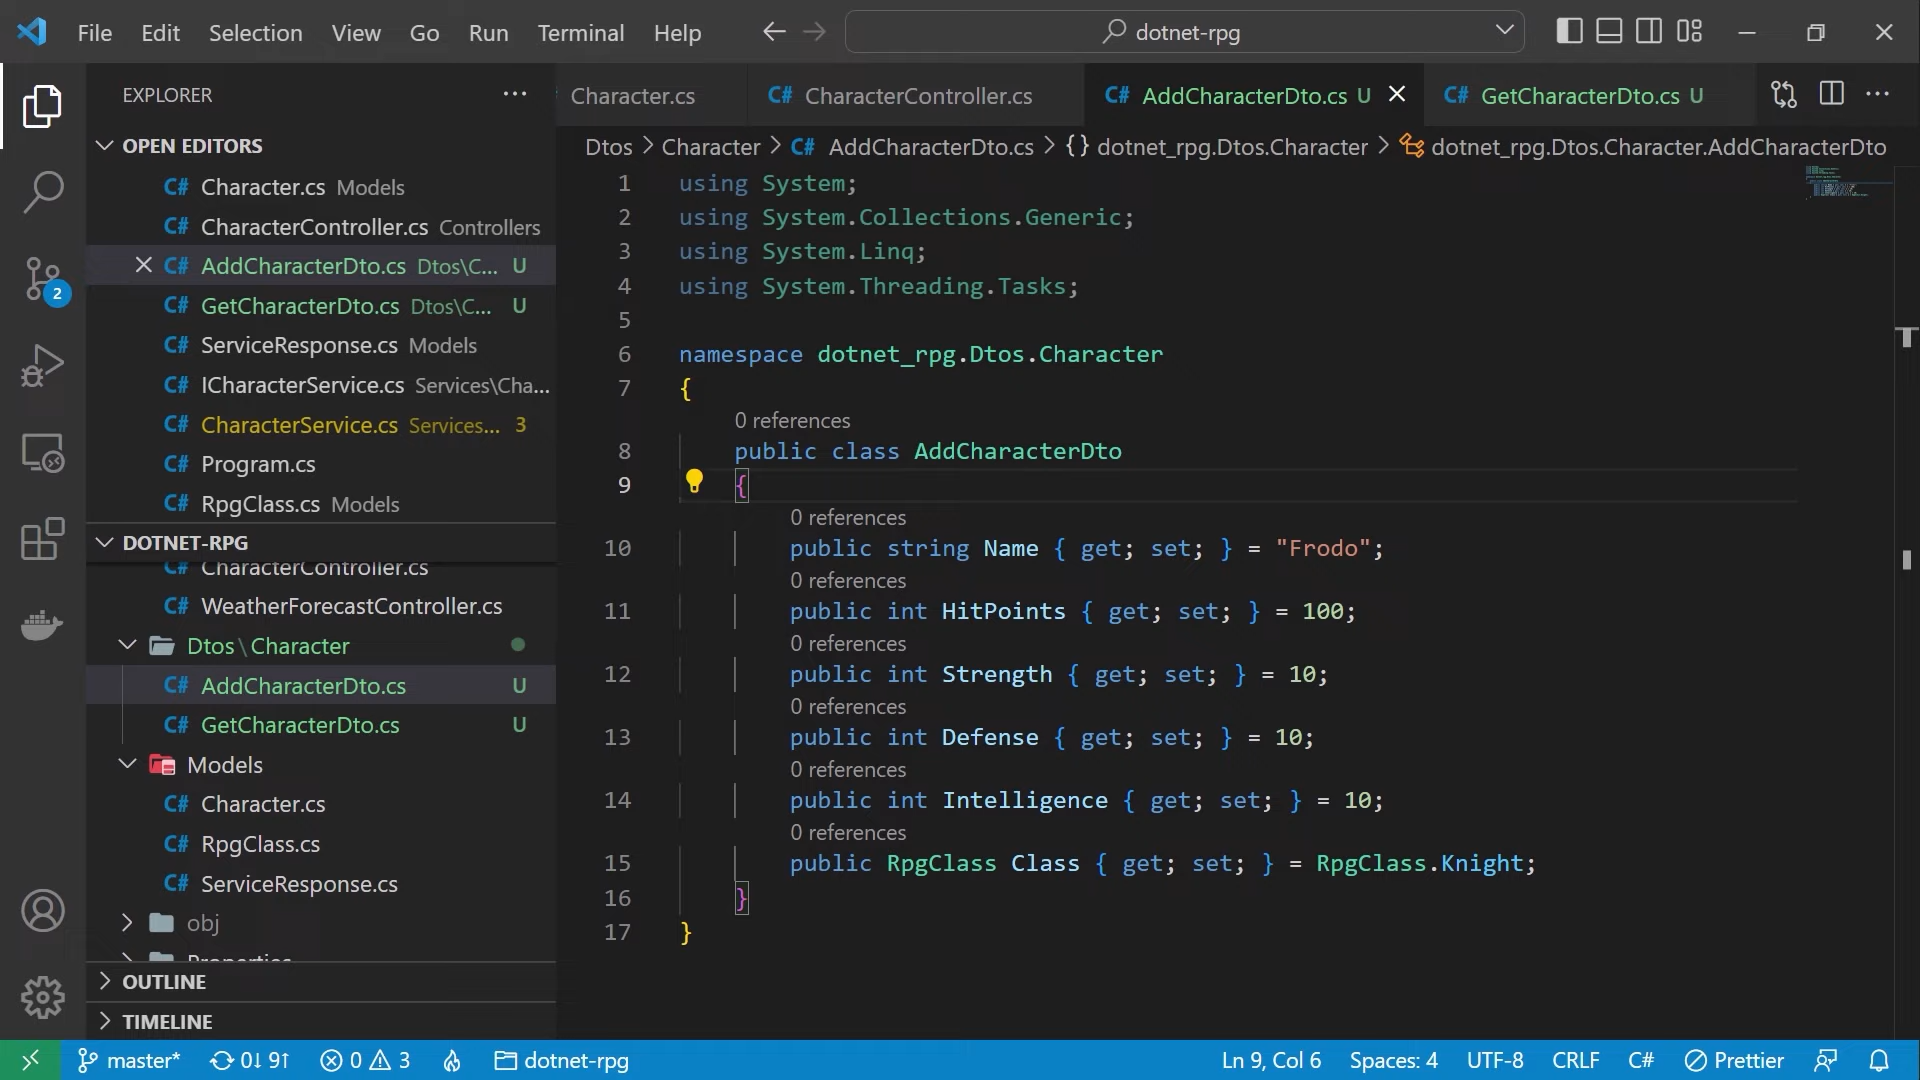 File Edit Selection View Go Run Terminal Help dotnet-rpg
EXPLORER
OPEN EDITORS
C# Character.cs Models
C# CharacterController.cs Controllers
C# AddCharacterDto.cs Dtos\C... U
C# GetCharacterDto.cs Dtos\C... U
C# ServiceResponse.cs Models
C# ICharacterService.cs Services\Cha...
C# CharacterService.cs Services... 3
C# Program.cs
C# RpgClass.cs Models
2
DOTNET-RPG
C# CharacterController.cs
C# WeatherForecastController.cs
Dtos\Character
C# AddCharacterDto.cs U
C# GetCharacterDto.cs U
Models
C# Character.cs
C# RpgClass.cs
C# ServiceResponse.cs
obj
Properties
OUTLINE
TIMELINE
Character.cs C# CharacterController.cs C# AddCharacterDto.cs U C# GetCharacterDto.cs U
Dtos > Character > C# AddCharacterDto.cs > {} dotnet_rpg.Dtos.Character > dotnet_rpg.Dtos.Character.AddCharacterDto
1 using System;
2 using System.Collections.Generic;
3 using System.Linq;
4 using System.Threading.Tasks;
5
6 namespace dotnet_rpg.Dtos.Character
7 {
0 references
8 public class AddCharacterDto
9 {
0 references
10 public string Name { get; set; } = "Frodo";
0 references
11 public int HitPoints { get; set; } = 100;
0 references
12 public int Strength { get; set; } = 10;
0 references
13 public int Defense { get; set; } = 10;
0 references
14 public int Intelligence { get; set; } = 10;
0 references
15 public RpgClass Class { get; set; } = RpgClass.Knight;
16 }
17 }
master* 0↓ 9↑ 0 3 dotnet-rpg Ln 9, Col 6 Spaces: 4 UTF-8 CRLF C# Prettier